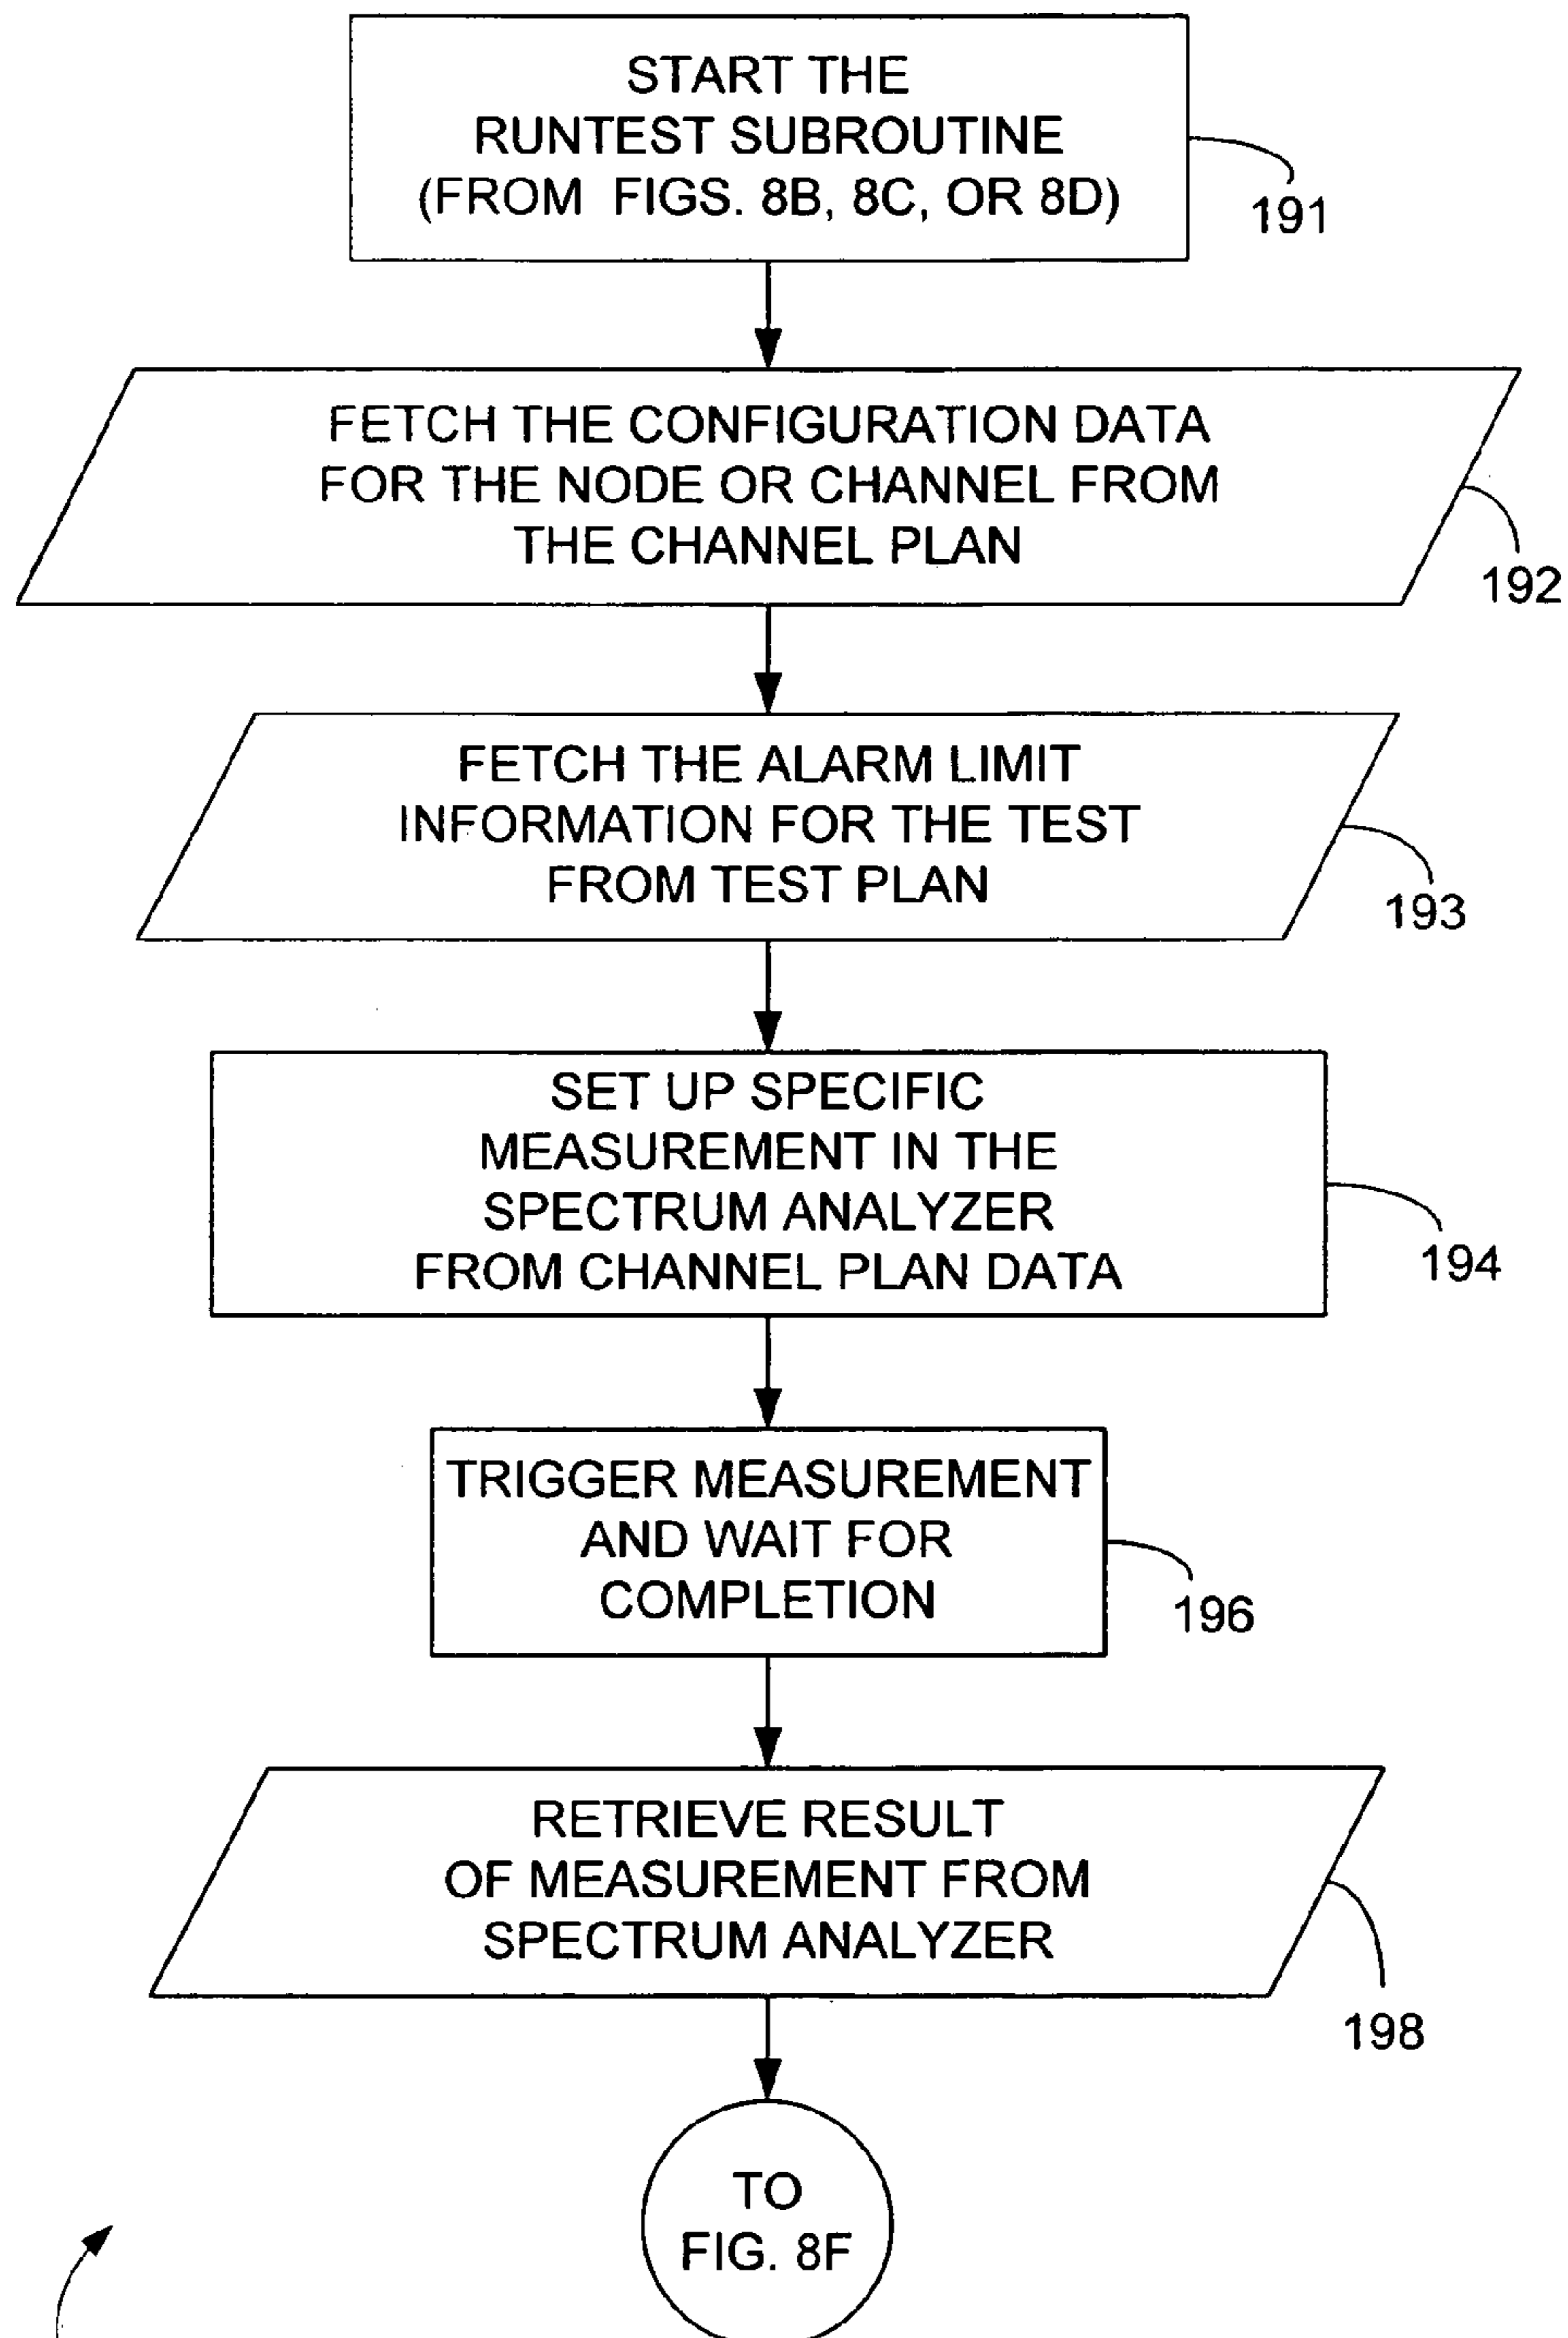 START THE
RUNTEST SUBROUTINE
(FROM FIGS. 8B, 8C, OR 8D)
191
FETCH THE CONFIGURATION DATA
FOR THE NODE OR CHANNEL FROM
THE CHANNEL PLAN
192
FETCH THE ALARM LIMIT
INFORMATION FOR THE TEST
FROM TEST PLAN
193
SET UP SPECIFIC
MEASUREMENT IN THE
SPECTRUM ANALYZER
FROM CHANNEL PLAN DATA
194
TRIGGER MEASUREMENT
AND WAIT FOR
COMPLETION
196
RETRIEVE RESULT
OF MEASUREMENT FROM
SPECTRUM ANALYZER
198
TO
FIG. 8F